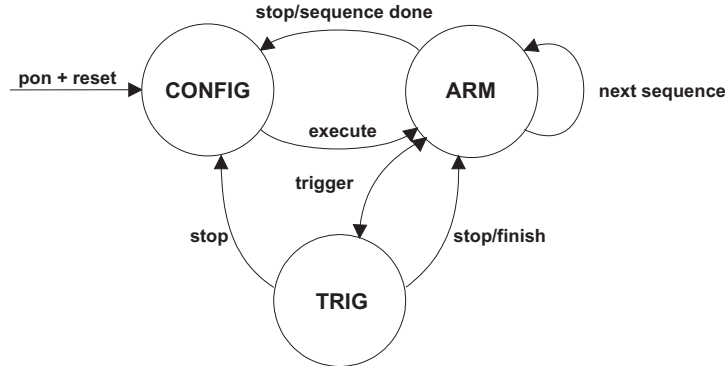 stop/sequence done
pon + reset
CONFIG
ARM
next sequence
execute
trigger
stop
stop/finish
TRIG